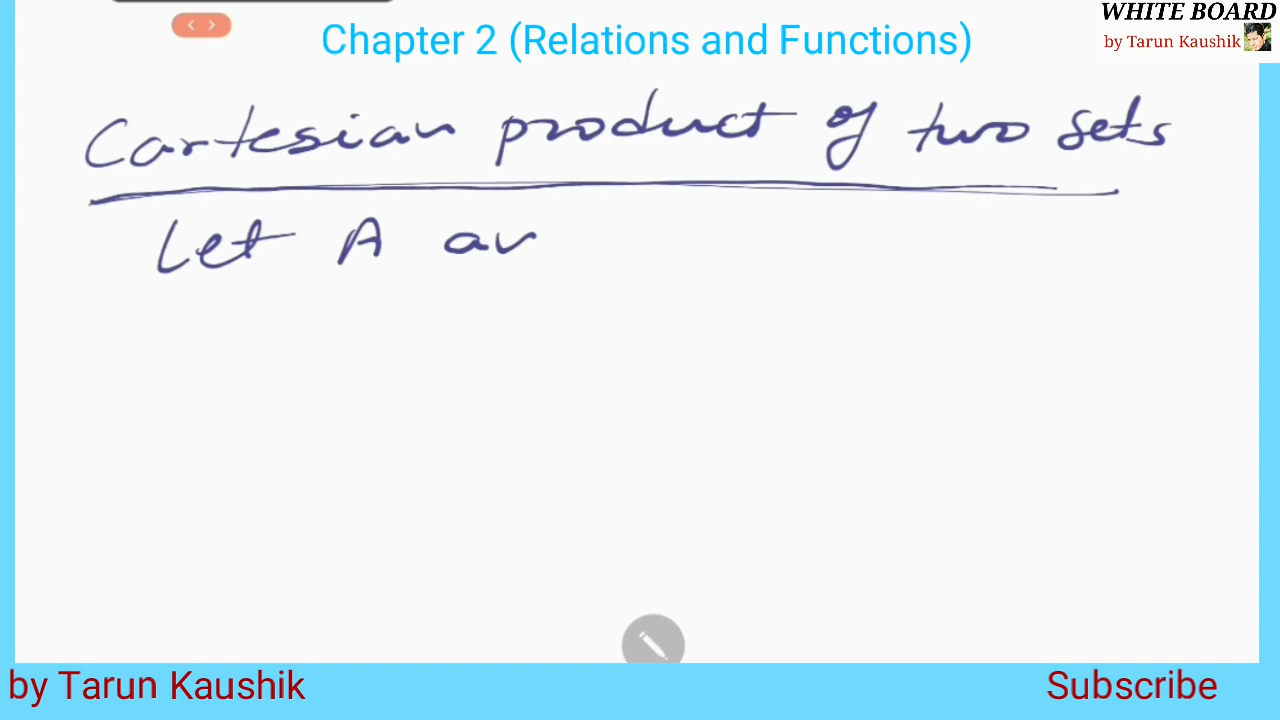 WHITE BOARD
by Tarun Kaushik
Chapter 2 (Relations and Functions)
Cartesian product of two sets
Let A an
by Tarun Kaushik
Subscribe